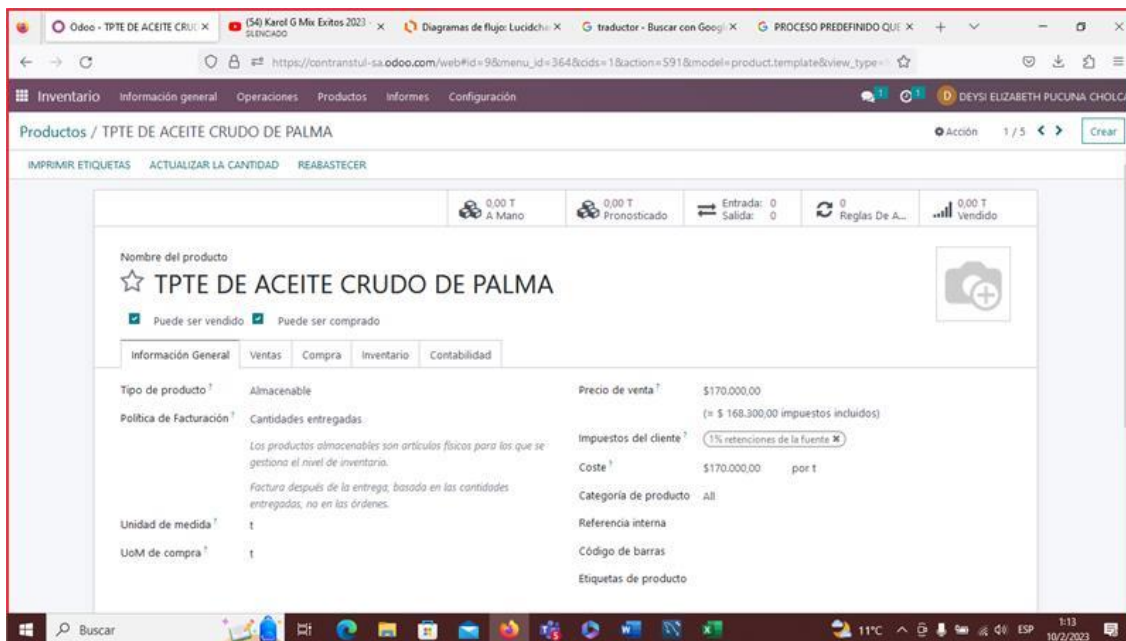 Odoo - TPTE DE ACEITE CRUD
(54) Karol G Mix Exitos 2023 -
SILENCIADO
Diagramas de flujo: Lucidcha
traductor - Buscar con Googl
PROCESO PREDEFINIDO QUE
https://contranstul-sa.odoo.com/web#id=9&menu_id=364&cids=1&action=591&model=product.template&view_type=
Inventario Información general Operaciones Productos Informes Configuración
1 1 D DEYSI ELIZABETH PUCUNA CHOLCA
Productos / TPTE DE ACEITE CRUDO DE PALMA
Acción 1 / 5 Crear
IMPRIMIR ETIQUETAS ACTUALIZAR LA CANTIDAD REABASTECER
0,00 T
A Mano
0,00 T
Pronosticado
Entrada: 0
Salida: 0
0
Reglas De A...
0,00 T
Vendido
Nombre del producto
TPTE DE ACEITE CRUDO DE PALMA
Puede ser vendido Puede ser comprado
Información General Ventas Compra Inventario Contabilidad
Tipo de producto ? Almacenable
Política de Facturación ? Cantidades entregadas
Los productos almacenables son artículos físicos para los que se
gestiona el nivel de inventario.
Factura después de la entrega, basada en las cantidades
entregadas, no en las órdenes.
Unidad de medida ? t
UoM de compra ? t
Precio de venta ? $170.000,00
(= $ 168.300,00 impuestos incluidos)
Impuestos del cliente ? 1% retenciones de la fuente
Coste ? $170.000,00 por t
Categoría de producto All
Referencia interna
Código de barras
Etiquetas de producto
Buscar
11°C
ESP
1:13
10/2/2023